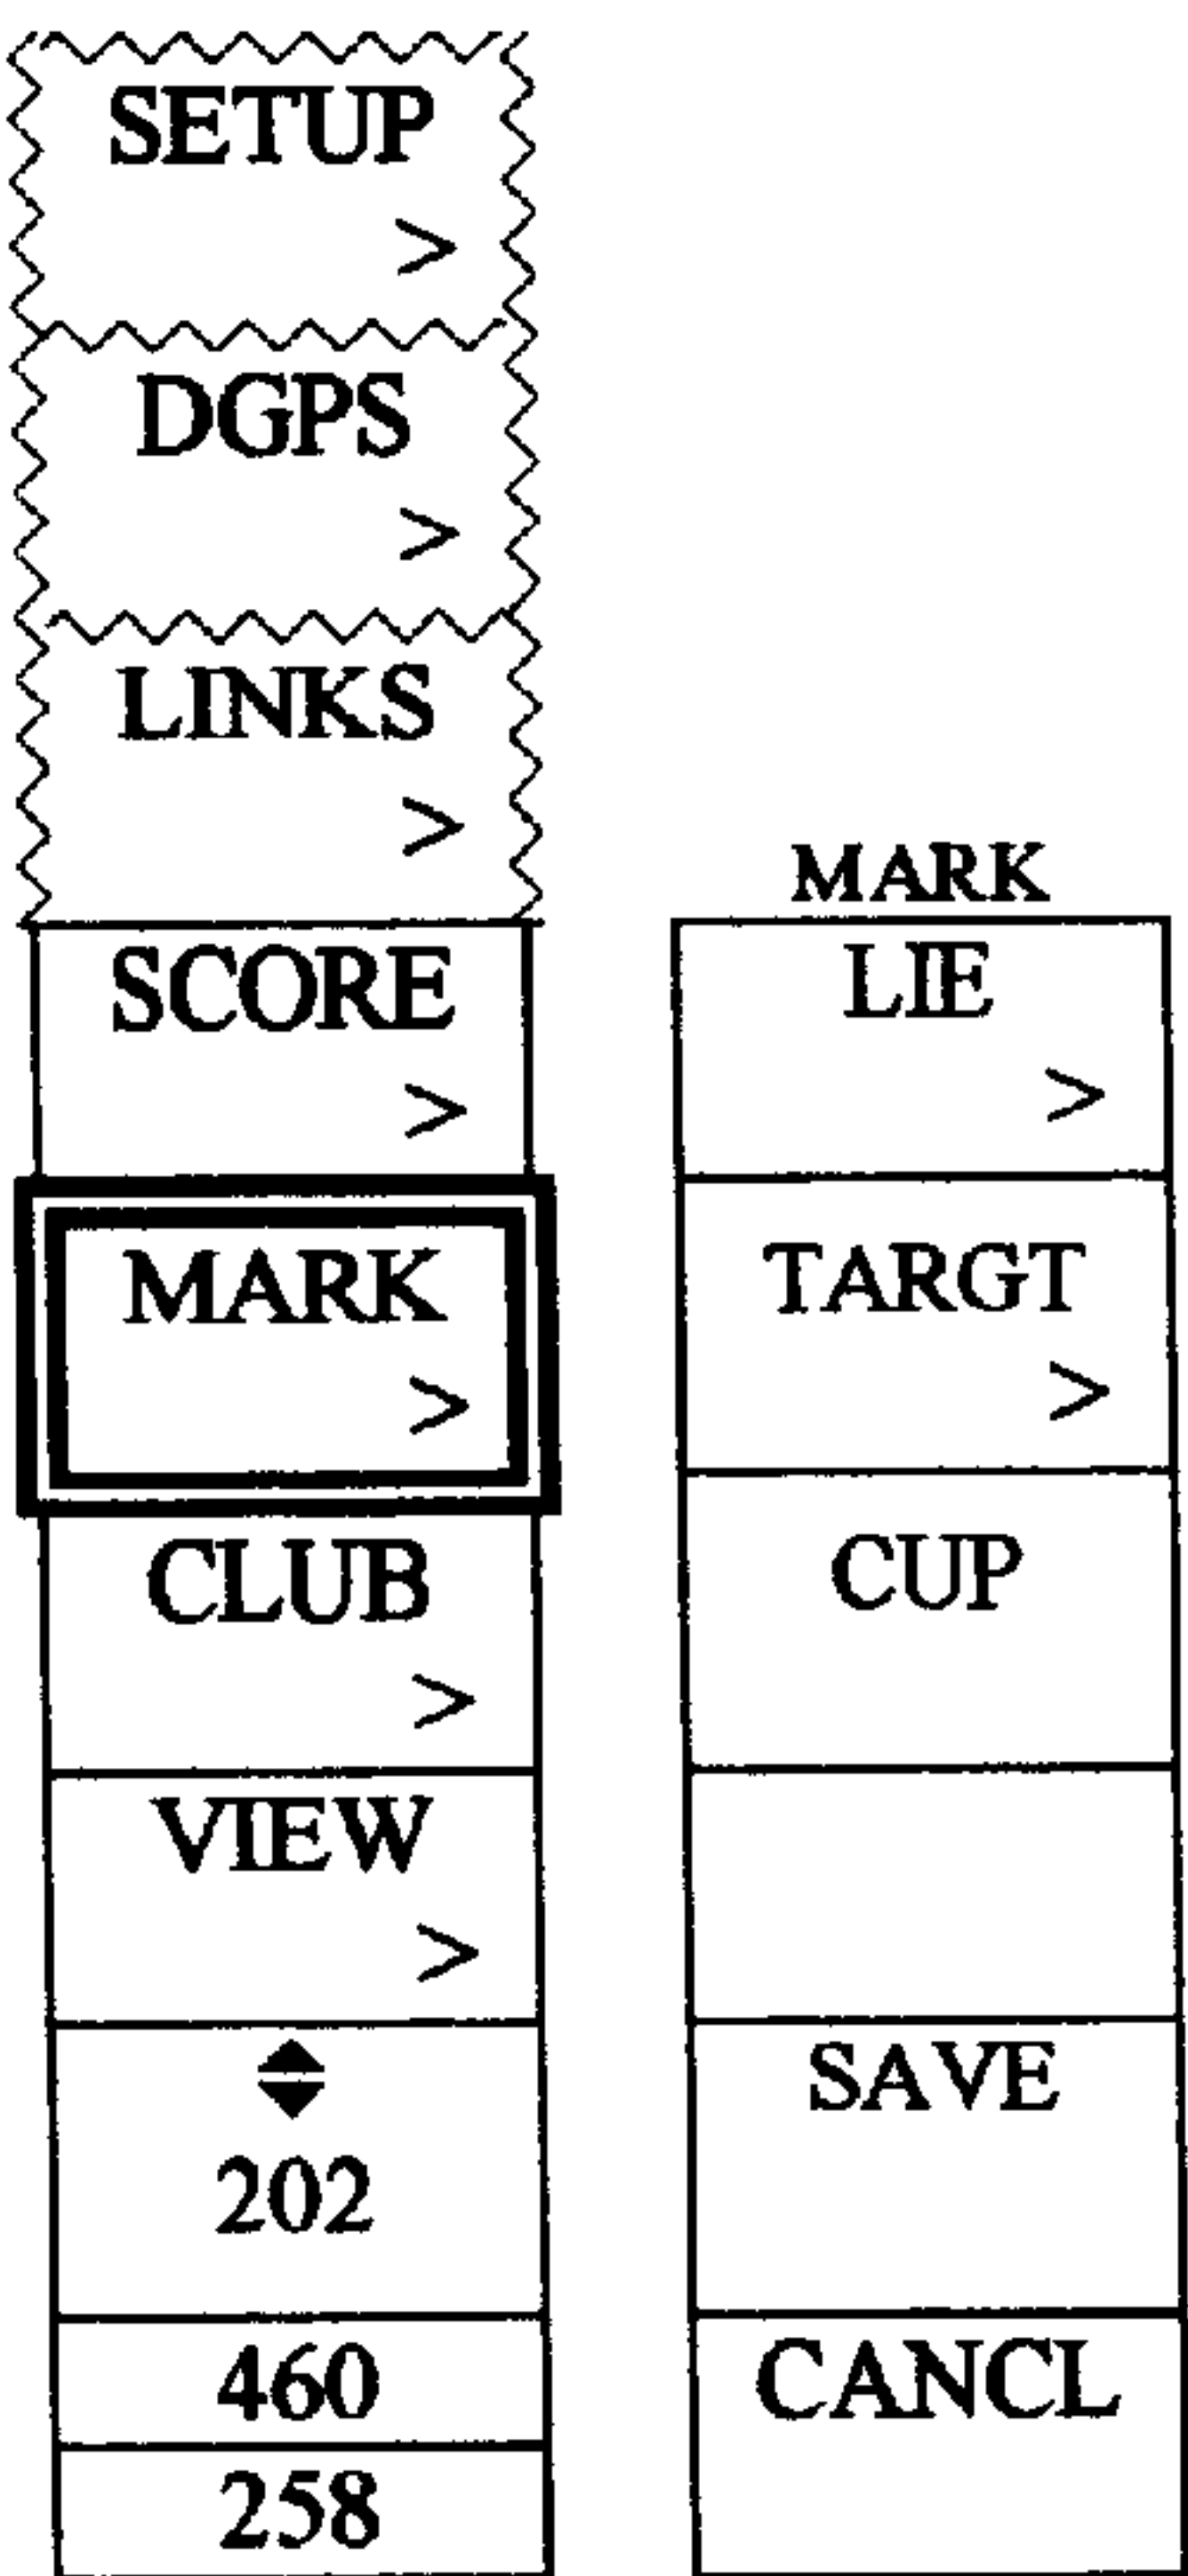 SETUP
>
DGPS
>
LINKS
>
SCORE
>
MARK
>
CLUB
>
VIEW
>
202
460
258
MARK
LIE
>
TARGT
>
CUP
SAVE
CANCL